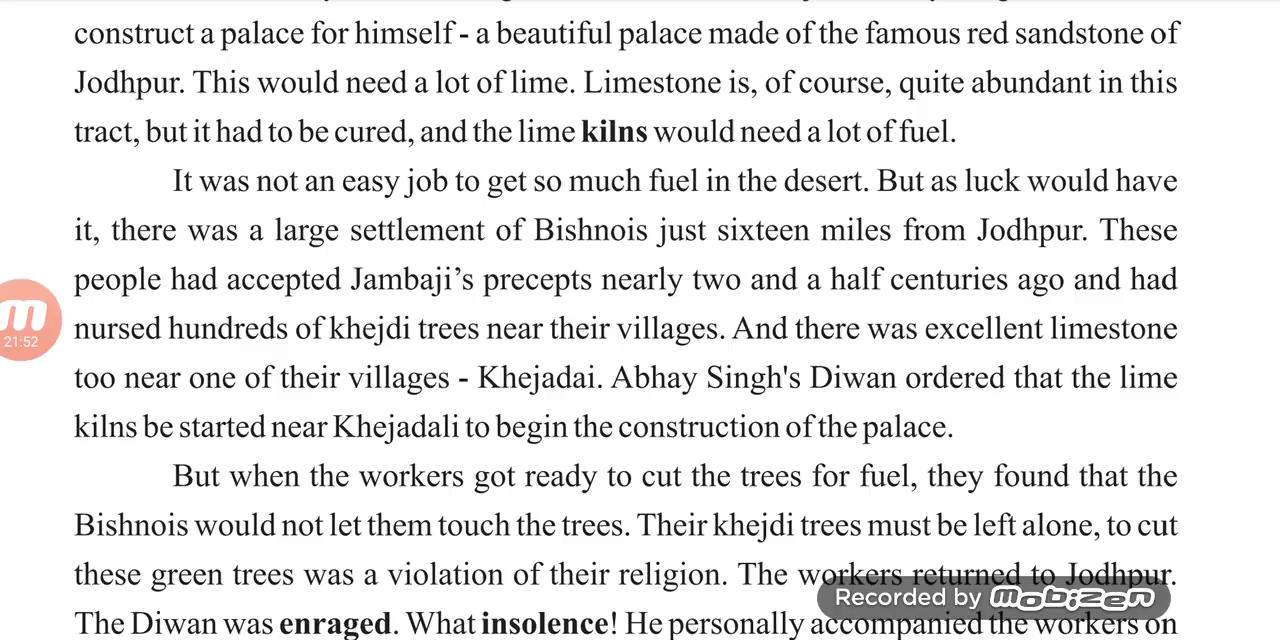 construct a palace for himself - a beautiful palace made of the famous red sandstone of
Jodhpur. This would need a lot of lime. Limestone is, of course, quite abundant in this
tract, but it had to be cured, and the lime kilns would need a lot of fuel.
It was not an easy job to get so much fuel in the desert. But as luck would have
it, there was a large settlement of Bishnois just sixteen miles from Jodhpur. These
people had accepted Jambaji’s precepts nearly two and a half centuries ago and had
nursed hundreds of khejdi trees near their villages. And there was excellent limestone
21:52
too near one of their villages - Khejadai. Abhay Singh's Diwan ordered that the lime
kilns be started near Khejadali to begin the construction of the palace.
But when the workers got ready to cut the trees for fuel, they found that the
Bishnois would not let them touch the trees. Their khejdi trees must be left alone, to cut
these green trees was a violation of their religion. The workers returned to Jodhpur.
Recorded by mobizen
The Diwan was enraged. What insolence! He personally accompanied the workers on